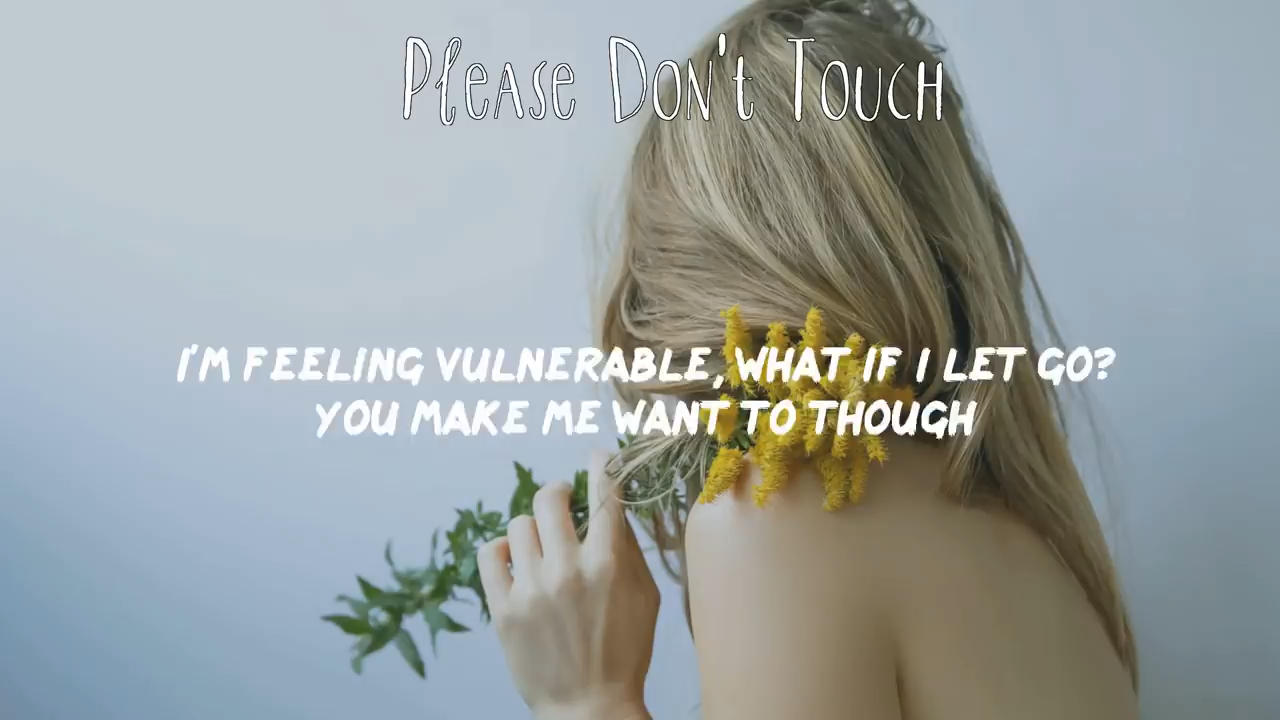 Please Don't Touch
I'M FEELING VULNERABLE, WHAT IF I LET GO?
YOU MAKE ME WANT TO THOUGH